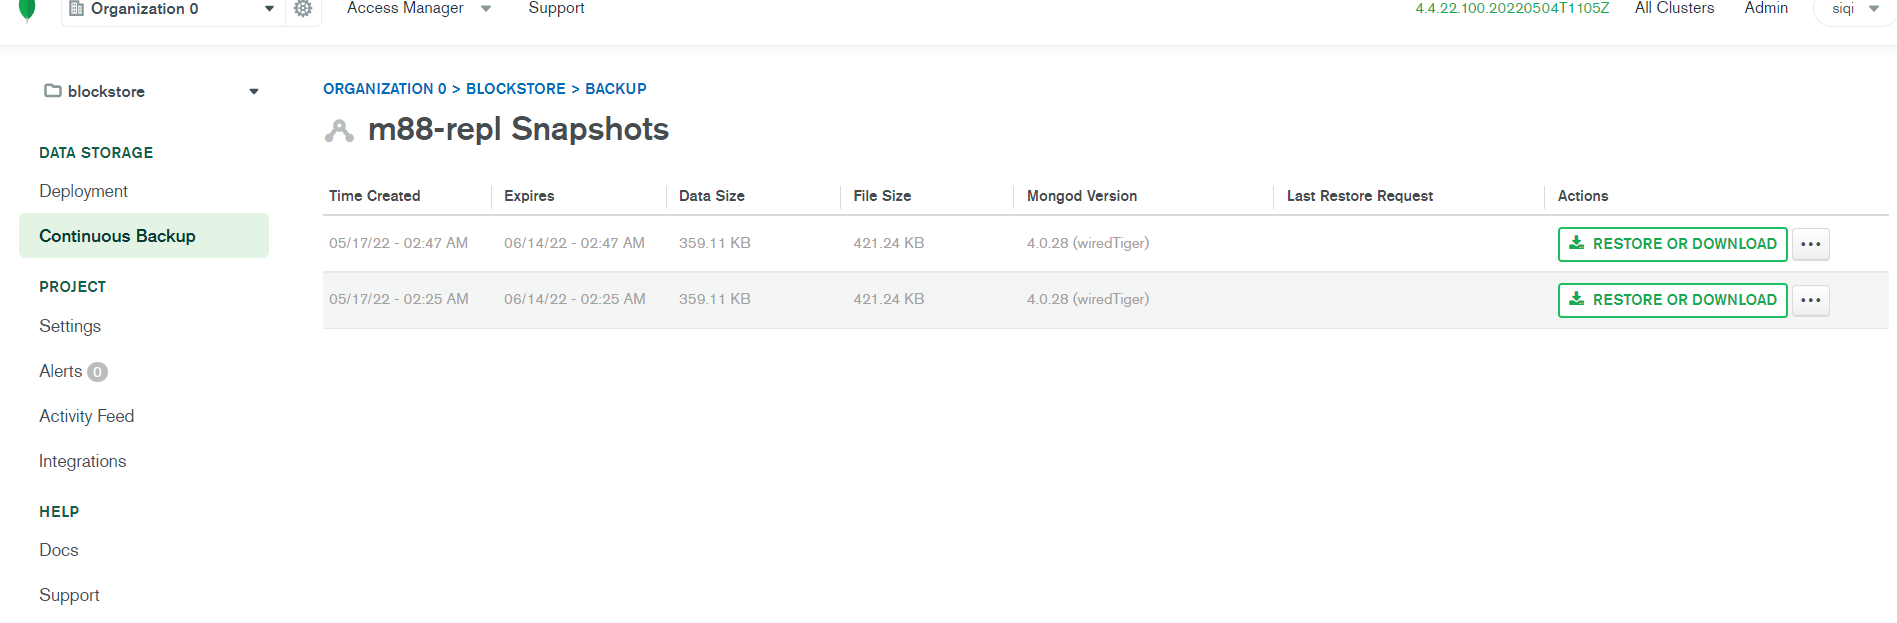 Organization 0 Access Manager Support 4.4.22.100.20220504T1105Z All Clusters Admin siqi
blockstore
DATA STORAGE
Deployment
Continuous Backup
PROJECT
Settings
Alerts 0
Activity Feed
Integrations
HELP
Docs
Support
ORGANIZATION 0 > BLOCKSTORE > BACKUP
m88-repl Snapshots
Time Created Expires Data Size File Size Mongod Version Last Restore Request Actions
05/17/22 - 02:47 AM 06/14/22 - 02:47 AM 359.11 KB 421.24 KB 4.0.28 (wiredTiger) RESTORE OR DOWNLOAD
05/17/22 - 02:25 AM 06/14/22 - 02:25 AM 359.11 KB 421.24 KB 4.0.28 (wiredTiger) RESTORE OR DOWNLOAD